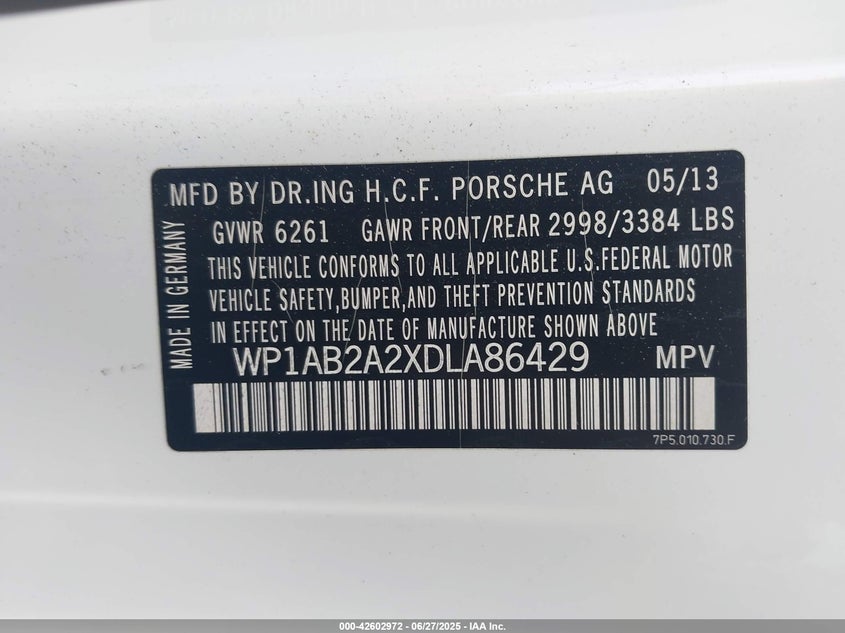 MFD BY DR.ING H.C.F. PORSCHE AG 05/13
GVWR 6261 GAWR FRONT/REAR 2998/3384 LBS
THIS VEHICLE CONFORMS TO ALL APPLICABLE U.S.FEDERAL MOTOR
VEHICLE SAFETY,BUMPER,AND THEFT PREVENTION STANDARDS
IN EFFECT ON THE DATE OF MANUFACTURE SHOWN ABOVE
MADE IN GERMANY
WP1AB2A2XDLA86429 MPV
7P5.010.730.F
000-42602972 - 06/27/2025 - IAA Inc.